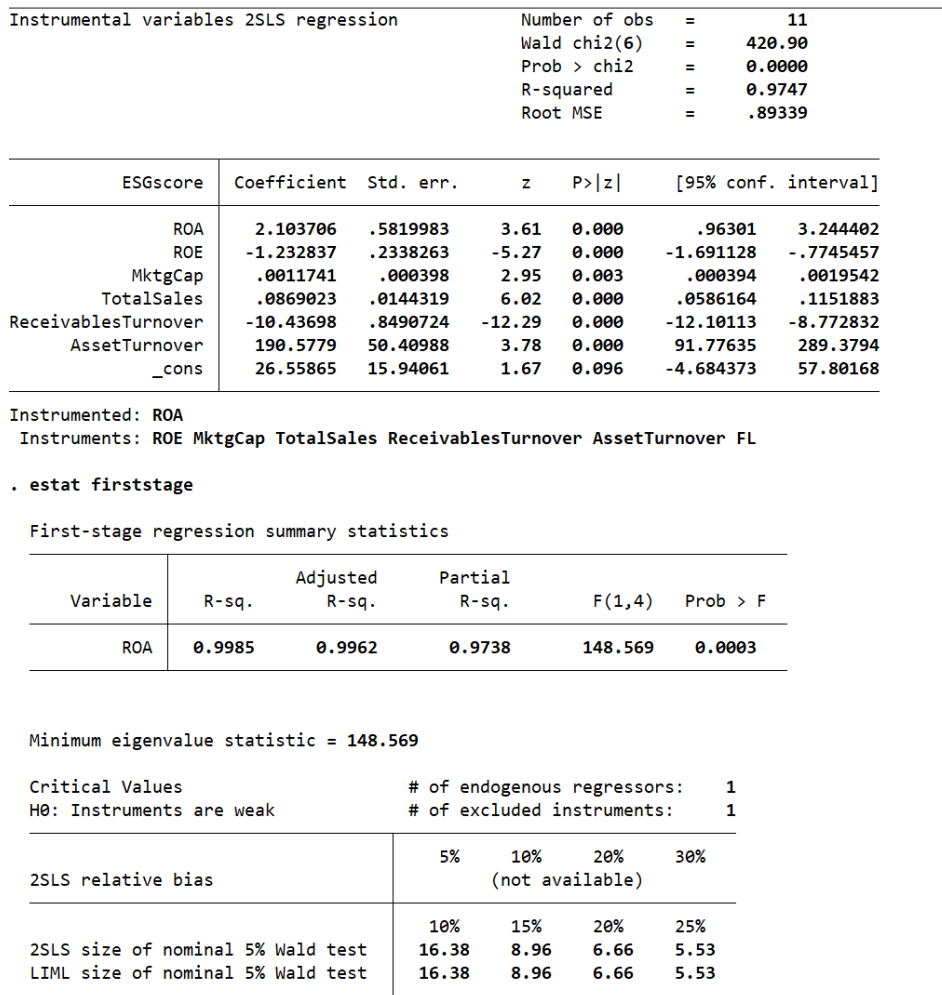 Instrumental variables 2SLS regression Number of obs = 11
Wald chi2(6) = 420.90
Prob > chi2 = 0.0000
R-squared = 0.9747
Root MSE = .89339
ESGscore Coefficient Std. err. z P>|z| [95% conf. interval]
ROA 2.103706 .5819983 3.61 0.000 .96301 3.244402
ROE -1.232837 .2338263 -5.27 0.000 -1.691128 -.7745457
MktgCap .0011741 .000398 2.95 0.003 .000394 .0019542
TotalSales .0869023 .0144319 6.02 0.000 .0586164 .1151883
ReceivablesTurnover -10.43698 .8490724 -12.29 0.000 -12.10113 -8.772832
AssetTurnover 190.5779 50.40988 3.78 0.000 91.77635 289.3794
_cons 26.55865 15.94061 1.67 0.096 -4.684373 57.80168
Instrumented: ROA
Instruments: ROE MktgCap TotalSales ReceivablesTurnover AssetTurnover FL
. estat firststage
First-stage regression summary statistics
Adjusted Partial
Variable R-sq. R-sq. R-sq. F(1,4) Prob > F
ROA 0.9985 0.9962 0.9738 148.569 0.0003
Minimum eigenvalue statistic = 148.569
Critical Values # of endogenous regressors: 1
H0: Instruments are weak # of excluded instruments: 1
5% 10% 20% 30%
2SLS relative bias (not available)
10% 15% 20% 25%
2SLS size of nominal 5% Wald test 16.38 8.96 6.66 5.53
LIML size of nominal 5% Wald test 16.38 8.96 6.66 5.53